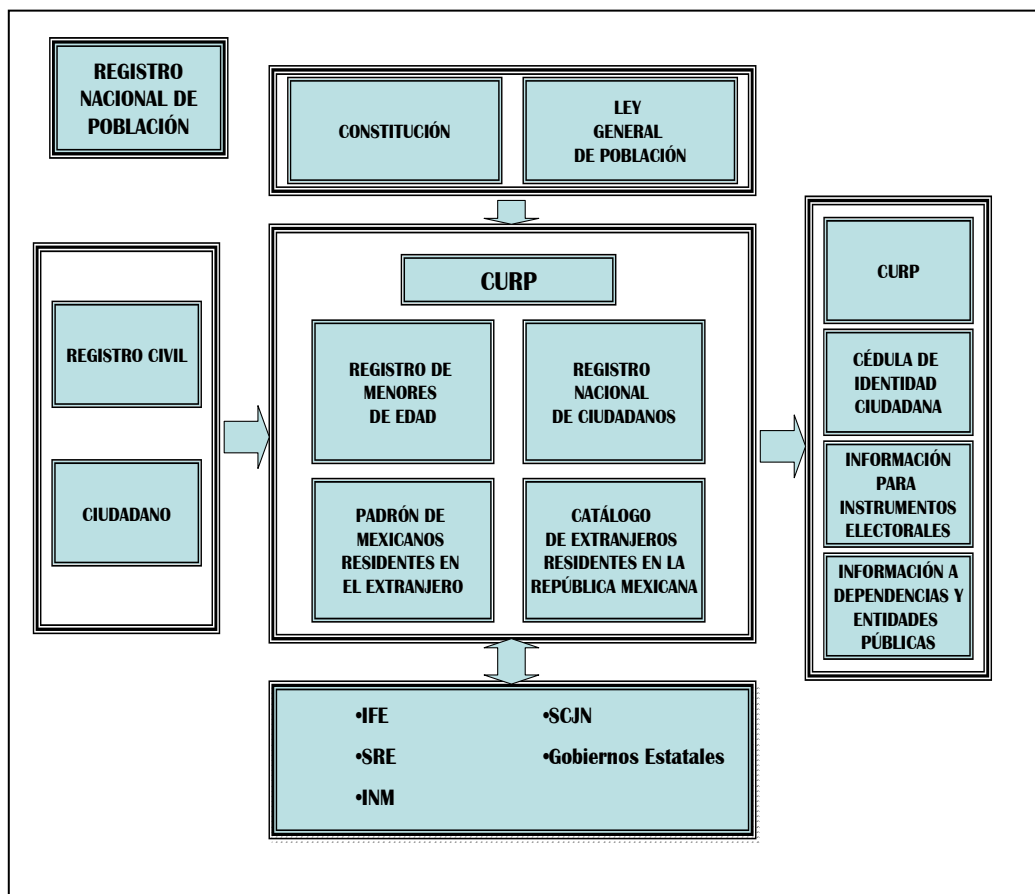 REGISTRO
NACIONAL DE
POBLACIÓN
CONSTITUCIÓN
LEY
GENERAL
DE POBLACIÓN
REGISTRO CIVIL
CIUDADANO
CURP
REGISTRO DE
MENORES
DE EDAD
REGISTRO
NACIONAL
DE CIUDADANOS
PADRÓN DE
MEXICANOS
RESIDENTES EN
EL EXTRANJERO
CATÁLOGO
DE EXTRANJEROS
RESIDENTES EN LA
REPÚBLICA MEXICANA
CURP
CÉDULA DE
IDENTIDAD
CIUDADANA
INFORMACIÓN
PARA
INSTRUMENTOS
ELECTORALES
INFORMACIÓN A
DEPENDENCIAS Y
ENTIDADES
PÚBLICAS
•IFE
•SRE
•INM
•SCJN
•Gobiernos Estatales